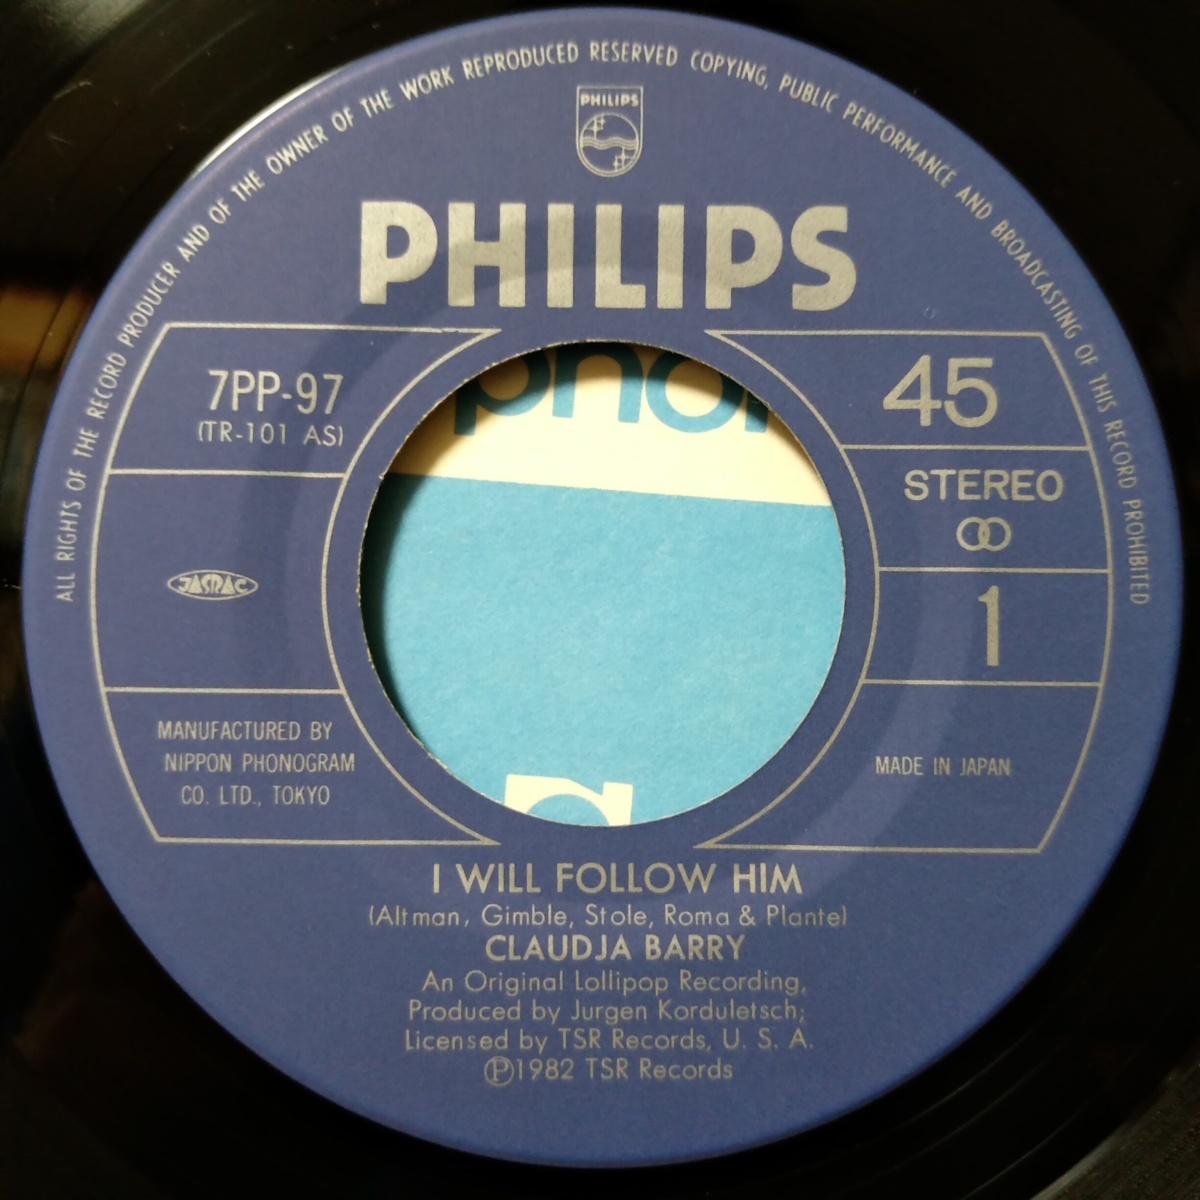 ALL RIGHTS OF THE RECORD PRODUCER AND OF THE OWNER OF THE WORK REPRODUCED RESERVED COPYING, PUBLIC PERFORMANCE AND BROADCASTING OF THIS RECORD PROHIBITED
PHILIPS
PHILIPS
7PP-97
(TR-101 AS)
45
STEREO
1
JASRAC
MANUFACTURED BY
NIPPON PHONOGRAM
CO. LTD., TOKYO
MADE IN JAPAN
I WILL FOLLOW HIM
(Altman, Gimble, Stole, Roma & Plante)
CLAUDJA BARRY
An Original Lollipop Recording,
Produced by Jurgen Korduletsch;
Licensed by TSR Records, U. S. A.
Ⓟ1982 TSR Records